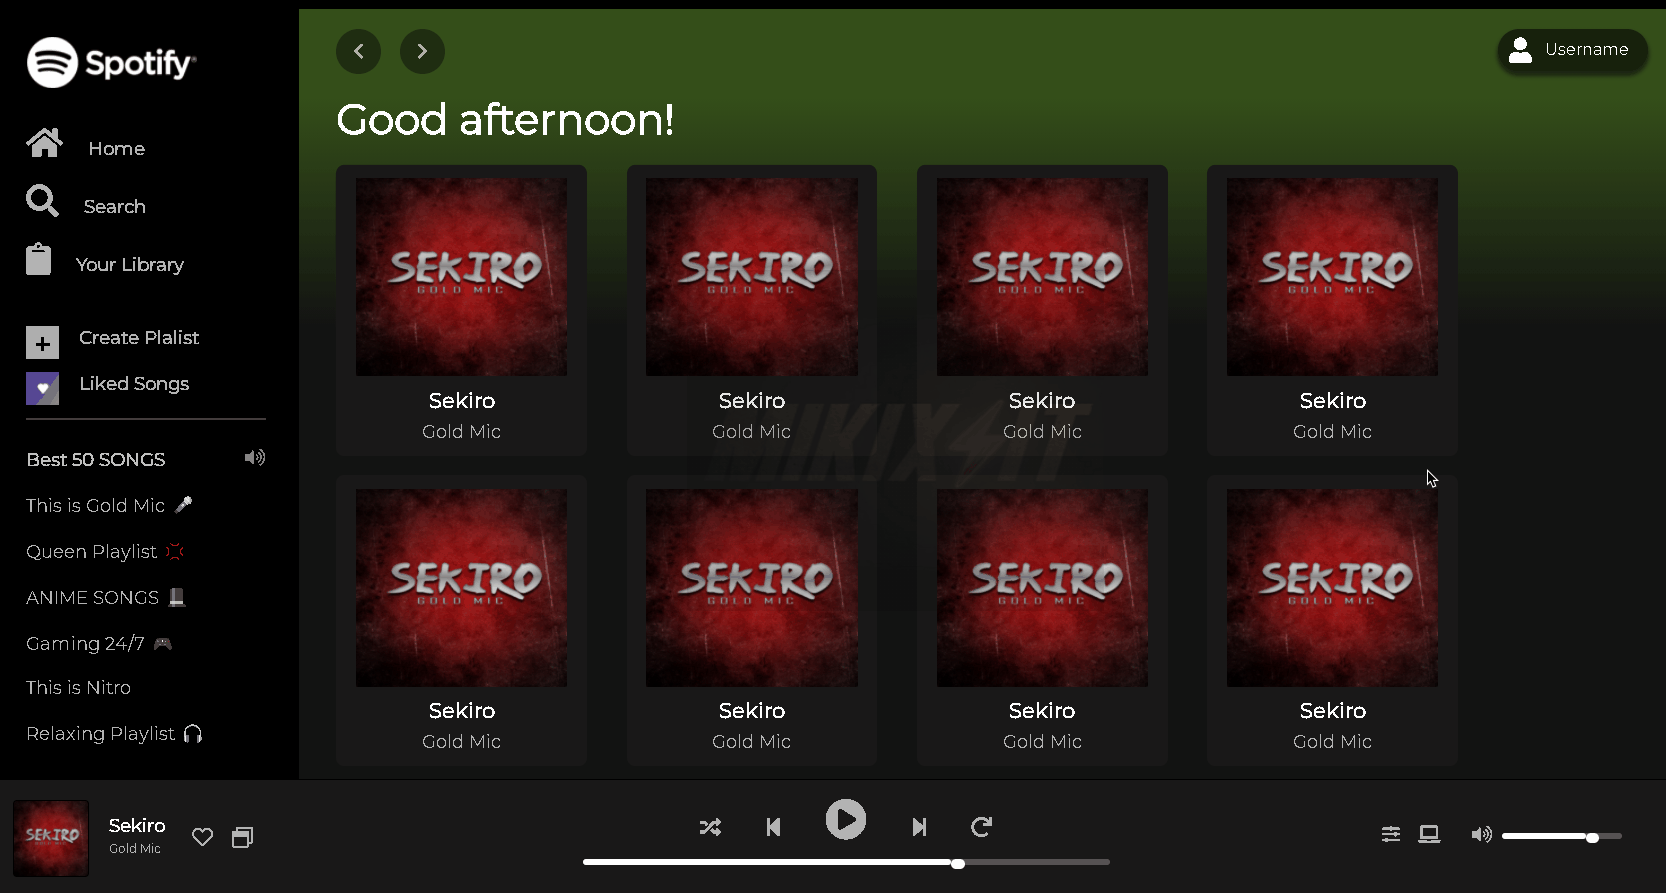 Spotify
Home
Search
Your Library
Create Plalist
Liked Songs
Best 50 SONGS
This is Gold Mic 🎤
Queen Playlist 💢
ANIME SONGS 🎩
Gaming 24/7 🎮
This is Nitro
Relaxing Playlist 🎧
Username
Good afternoon!
SEKIRO
GOLD MIC
Sekiro
Gold Mic
SEKIRO
GOLD MIC
Sekiro
Gold Mic
SEKIRO
GOLD MIC
Sekiro
Gold Mic
SEKIRO
GOLD MIC
Sekiro
Gold Mic
MIKIX⚡IT
SEKIRO
GOLD MIC
Sekiro
Gold Mic
SEKIRO
GOLD MIC
Sekiro
Gold Mic
SEKIRO
GOLD MIC
Sekiro
Gold Mic
SEKIRO
GOLD MIC
Sekiro
Gold Mic
SEKIRO
Sekiro
Gold Mic